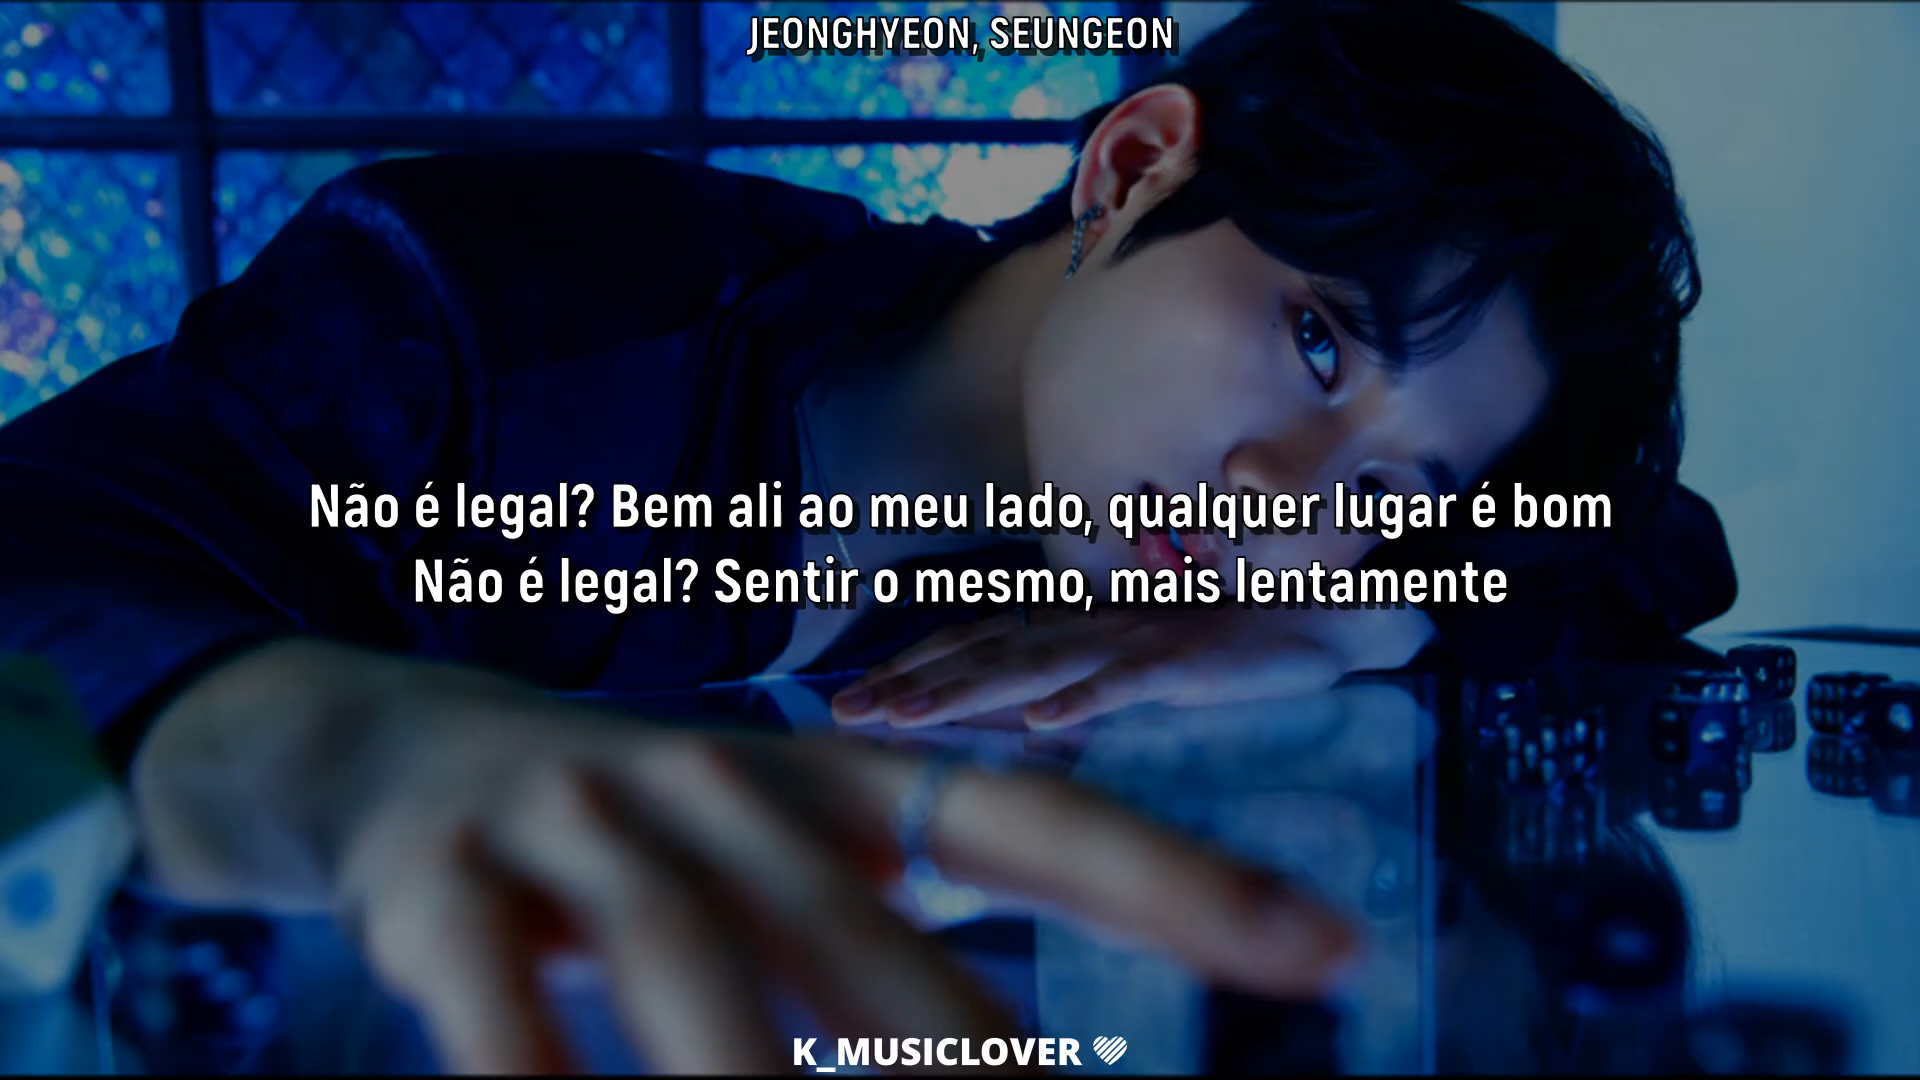 JEONGHYEON, SEUNGEON
Não é legal? Bem ali ao meu lado, qualquer lugar é bom
Não é legal? Sentir o mesmo, mais lentamente
K_MUSICLOVER